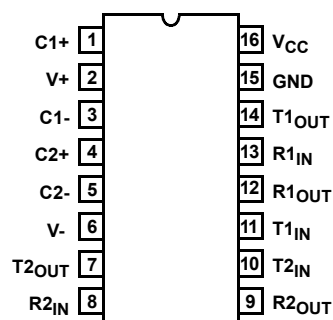 C1+ 1 16 VCC
V+ 2 15 GND
C1- 3 14 T1OUT
C2+ 4 13 R1IN
C2- 5 12 R1OUT
V- 6 11 T1IN
T2OUT 7 10 T2IN
R2IN 8 9 R2OUT